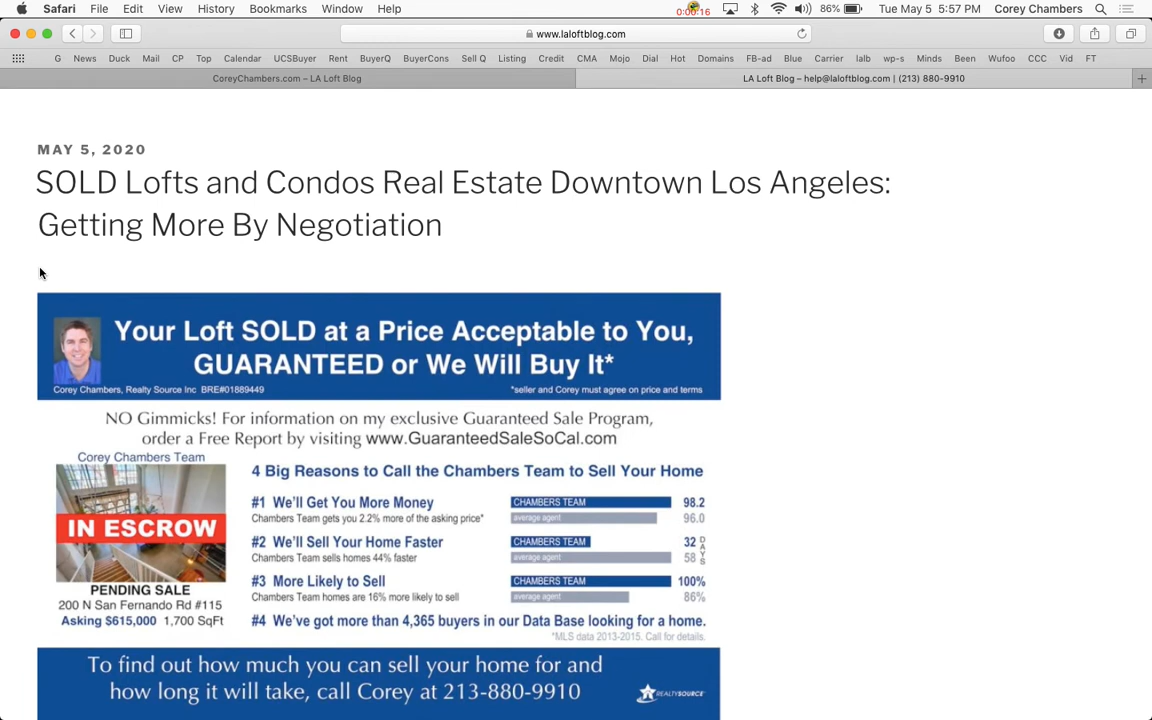 Safari File Edit View History Bookmarks Window Help 0:00:16 86% Tue May 5 5:57 PM Corey Chambers
www.laloftblog.com
G News Duck Mail CP Top Calendar UCSBuyer Rent BuyerQ BuyerCons Sell Q Listing Credit CMA Mojo Dial Hot Domains FB-ad Blue Carrier lalb wp-s Minds Been Wufoo CCC Vid FT
CoreyChambers.com – LA Loft Blog
LA Loft Blog – help@laloftblog.com | (213) 880-9910
MAY 5, 2020
SOLD Lofts and Condos Real Estate Downtown Los Angeles:
Getting More By Negotiation
Your Loft SOLD at a Price Acceptable to You,
GUARANTEED or We Will Buy It*
Corey Chambers, Realty Source Inc BRE#01889449
*seller and Corey must agree on price and terms
NO Gimmicks! For information on my exclusive Guaranteed Sale Program,
order a Free Report by visiting www.GuaranteedSaleSoCal.com
Corey Chambers Team
IN ESCROW
PENDING SALE
200 N San Fernando Rd #115
Asking $615,000 1,700 SqFt
4 Big Reasons to Call the Chambers Team to Sell Your Home
#1 We'll Get You More Money CHAMBERS TEAM 98.2
Chambers Team gets you 2.2% more of the asking price* average agent 96.0
#2 We'll Sell Your Home Faster CHAMBERS TEAM 32
Chambers Team sells homes 44% faster average agent 58
DAYS
#3 More Likely to Sell CHAMBERS TEAM 100%
Chambers Team homes are 16% more likely to sell average agent 86%
#4 We've got more than 4,365 buyers in our Data Base looking for a home.
*MLS data 2013-2015. Call for details.
To find out how much you can sell your home for and
how long it will take, call Corey at 213-880-9910
REALTYSOURCE